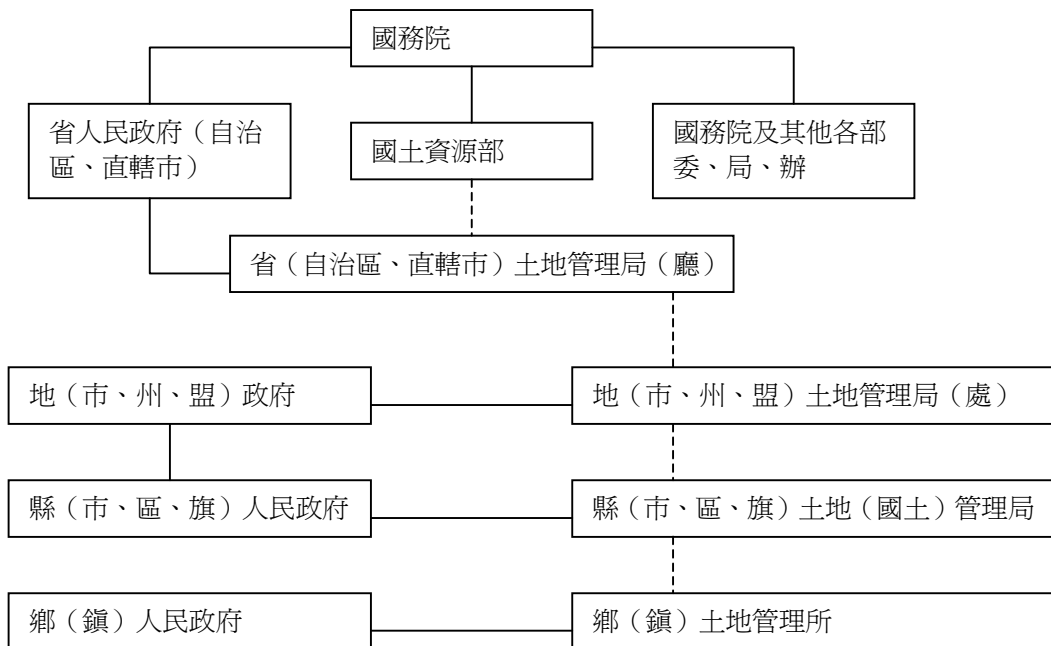 國務院
省人民政府（自治
區、直轄市）
國土資源部
國務院及其他各部
委、局、辦
省（自治區、直轄市）土地管理局（廳）
地（市、州、盟）政府
地（市、州、盟）土地管理局（處）
縣（市、區、旗）人民政府
縣（市、區、旗）土地（國土）管理局
鄉（鎮）人民政府
鄉（鎮）土地管理所